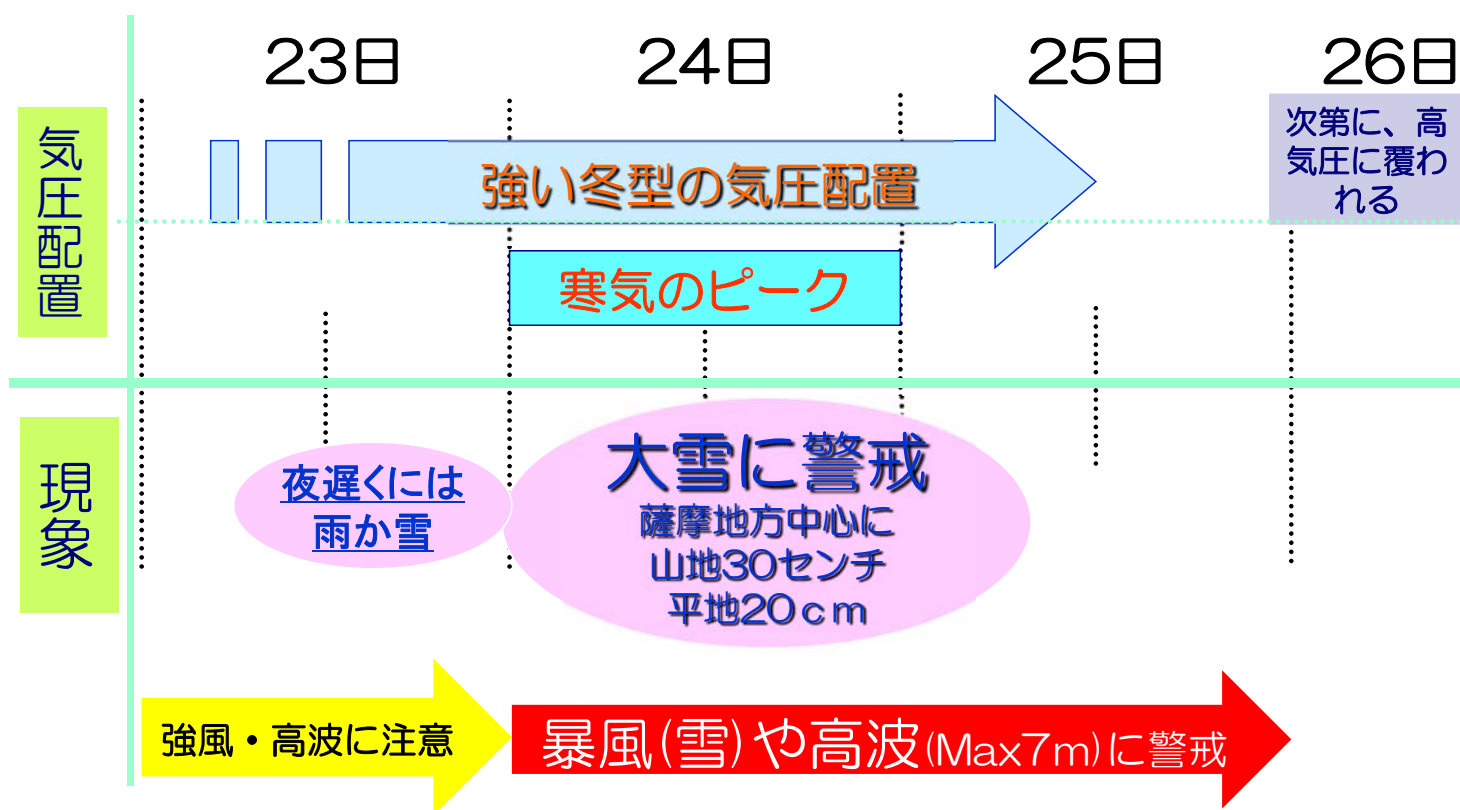 23日
24日
25日
26日
気圧配置
強い冬型の気圧配置
次第に、高
気圧に覆わ
れる
寒気のピーク
現象
夜遅くには
雨か雪
大雪に警戒
薩摩地方中心に
山地30センチ
平地20cm
強風・高波に注意
暴風(雪)や高波(Max7m)に警戒